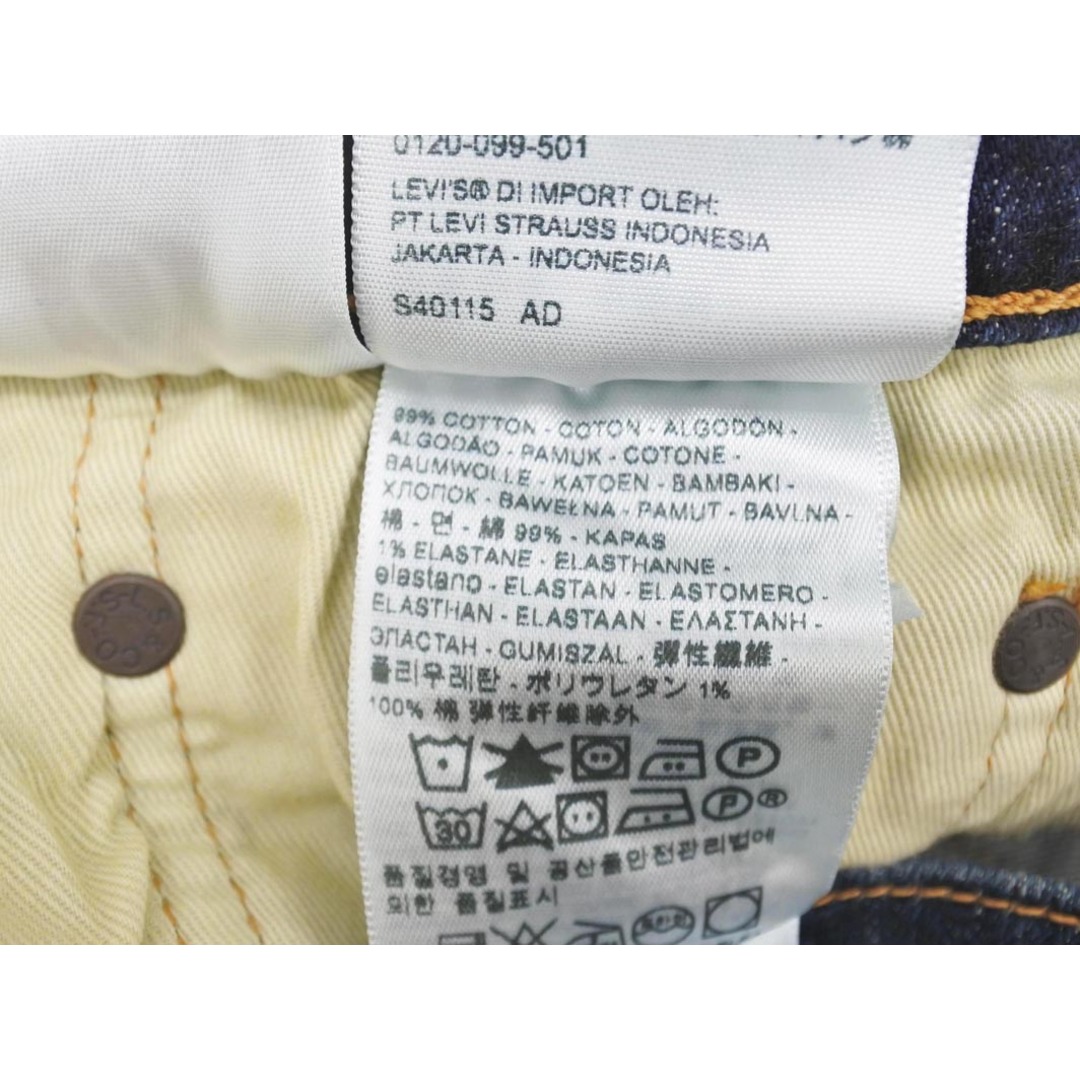 0120-099-501
LEVI'S® DI IMPORT OLEH:
PT LEVI STRAUSS INDONESIA
JAKARTA - INDONESIA
S40115 AD
99% COTTON - COTON - ALGODÓN -
ALGODÃO - PAMUK - COTONE -
BAUMWOLLE - KATOEN - BAMBAKI -
ХЛОПОК - BAWEŁNA - PAMUT - BAVLNA -
棉 - 면 - 綿 99% - KAPAS
1% ELASTANE - ELASTHANNE -
elastano - ELASTAN - ELASTOMERO -
ELASTHAN - ELASTAAN - ΕΛΑΣΤΑΝΗ -
ЭЛАСТАН - GUMISZÁL - 彈性纖維 -
폴리우레탄 - ポリウレタン 1%
100% 棉 弹性纤维除外
P
30 P ®
품질경영 및 공산품안전관리법에
의한 품질표시